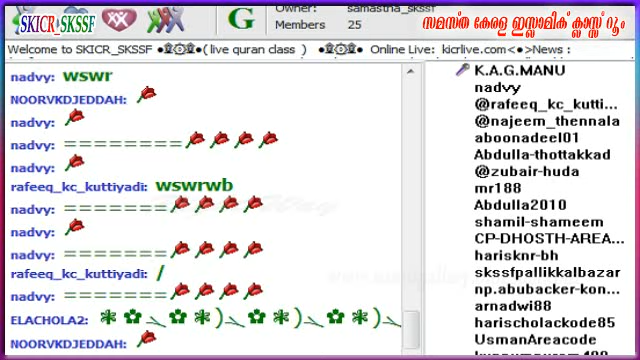 SKICR_SKSSF
G
Owner samastha_skssf
Members 25
സമസ്ത കേരള ഇസ്ലാമിക് ക്ലാസ്സ് റൂം
Welcome to SKICR_SKSSF ●۩۞۩●( live quran class ) ●۩۞۩● Online Live: kicrlive.com<●>News :
nadvy: wswr
NOORVKDJEDDAH:
nadvy:
nadvy: =========
nadvy:
rafeeq_kc_kuttiyadi: wswrwb
nadvy: ========
nadvy:
nadvy: ========
rafeeq_kc_kuttiyadi: /
nadvy: ========
ELACHOLA2: ❃ ✿⁀ ✿ ❃ )⁀ ❃ ✿ )⁀ ✿ ❃ )⁀
NOORVKDJEDDAH:
K.A.G.MANU
nadvy
@rafeeq_kc_kutti...
@najeem_thennala
aboonadeel01
Abdulla-thottakkad
@zubair-huda
mr188
Abdulla2010
shamil-shameem
CP-DHOSTH-AREA...
harisknr-bh
skssfpallikkalbazar
np.abubacker-kon...
arnadwi88
harischolackode85
UsmanAreacode